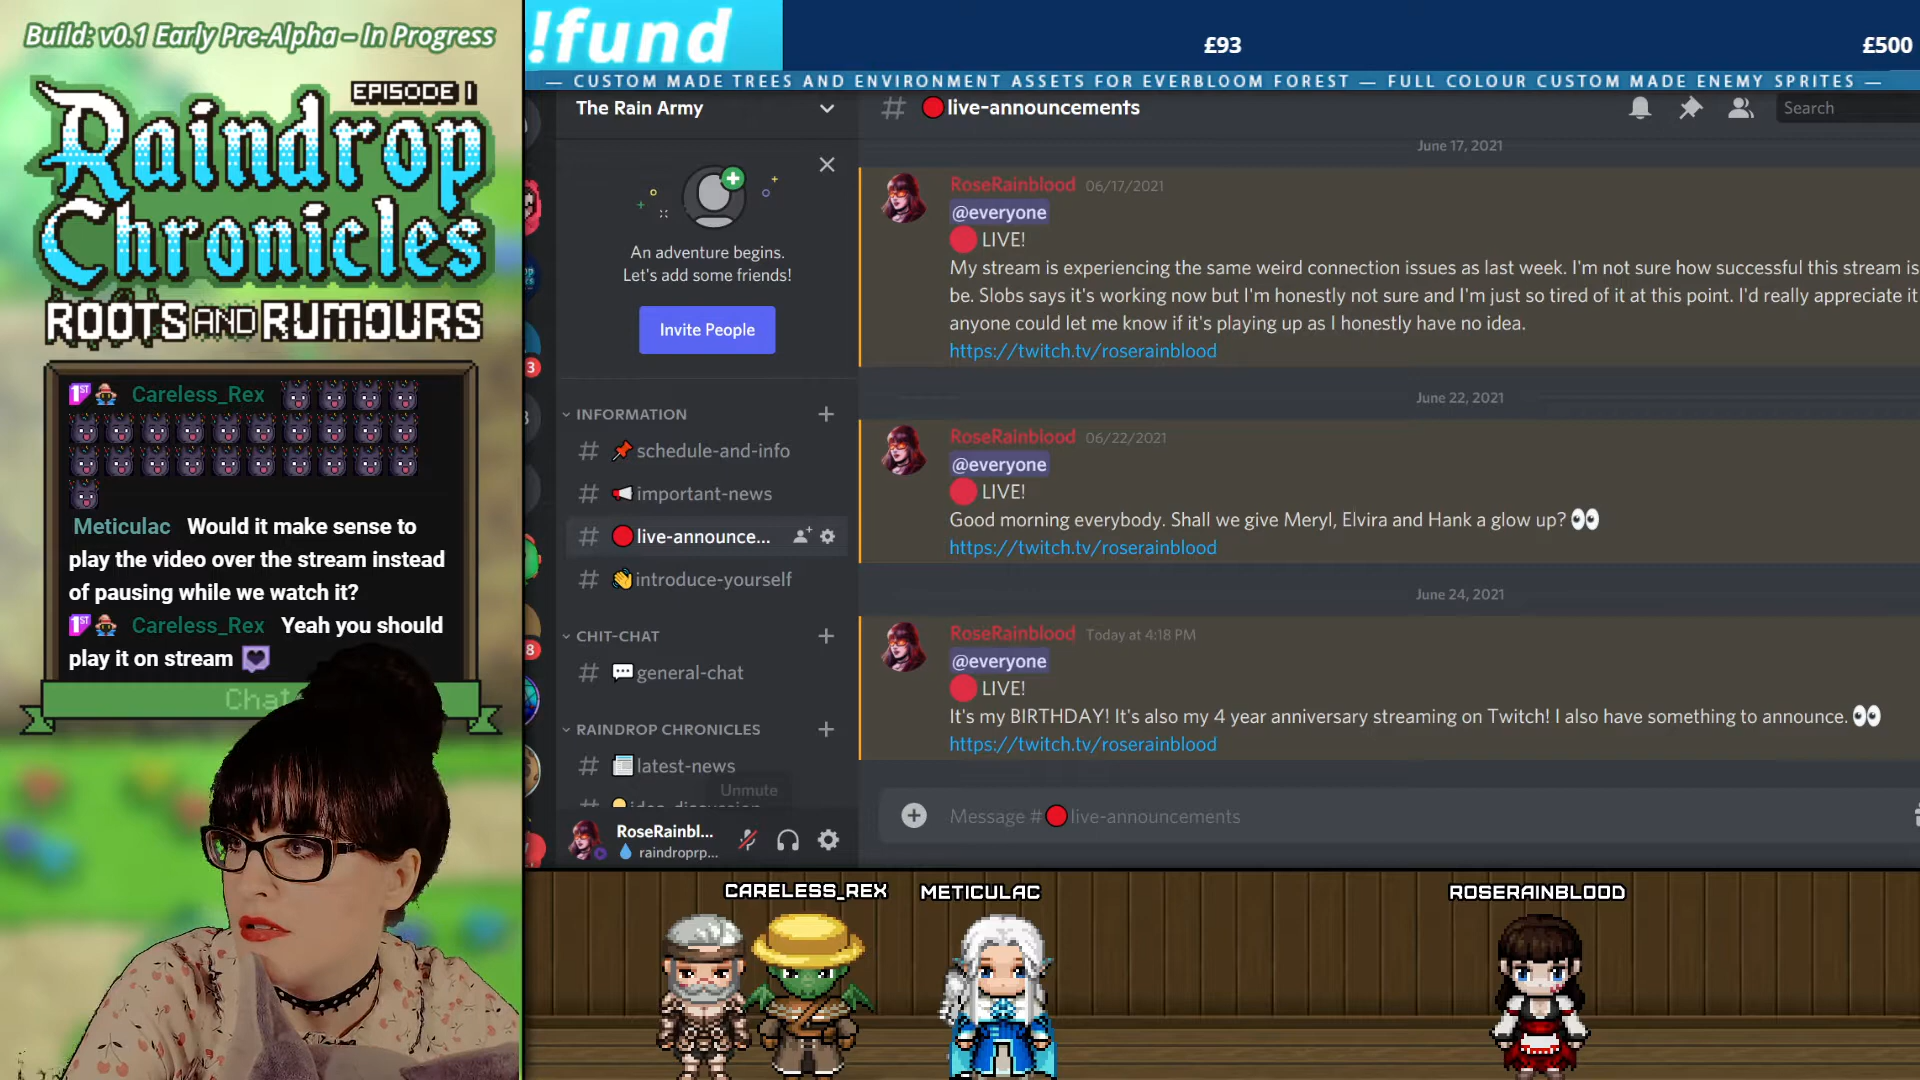 Build: v0.1 Early Pre-Alpha – In Progress
EPISODE I
Raindrop
Chronicles
ROOTS AND RUMOURS
Careless_Rex
Meticulac Would it make sense to
play the video over the stream instead
of pausing while we watch it?
Careless_Rex Yeah you should
play it on stream
Chat
!fund
£93
£500
— CUSTOM MADE TREES AND ENVIRONMENT ASSETS FOR EVERBLOOM FOREST — FULL COLOUR CUSTOM MADE ENEMY SPRITES —
The Rain Army
An adventure begins.
Let's add some friends!
Invite People
INFORMATION
# schedule-and-info
# important-news
# live-announce...
# introduce-yourself
CHIT-CHAT
# general-chat
RAINDROP CHRONICLES
# latest-news
Unmute
RoseRainbl...
raindroprp...
# live-announcements
Search
June 17, 2021
RoseRainblood 06/17/2021
@everyone
LIVE!
My stream is experiencing the same weird connection issues as last week. I'm not sure how successful this stream is
be. Slobs says it's working now but I'm honestly not sure and I'm just so tired of it at this point. I'd really appreciate it
anyone could let me know if it's playing up as I honestly have no idea.
https://twitch.tv/roserainblood
June 22, 2021
RoseRainblood 06/22/2021
@everyone
LIVE!
Good morning everybody. Shall we give Meryl, Elvira and Hank a glow up?
https://twitch.tv/roserainblood
June 24, 2021
RoseRainblood Today at 4:18 PM
@everyone
LIVE!
It's my BIRTHDAY! It's also my 4 year anniversary streaming on Twitch! I also have something to announce.
https://twitch.tv/roserainblood
Message # live-announcements
CARELESS_REX
METICULAC
ROSERAINBLOOD